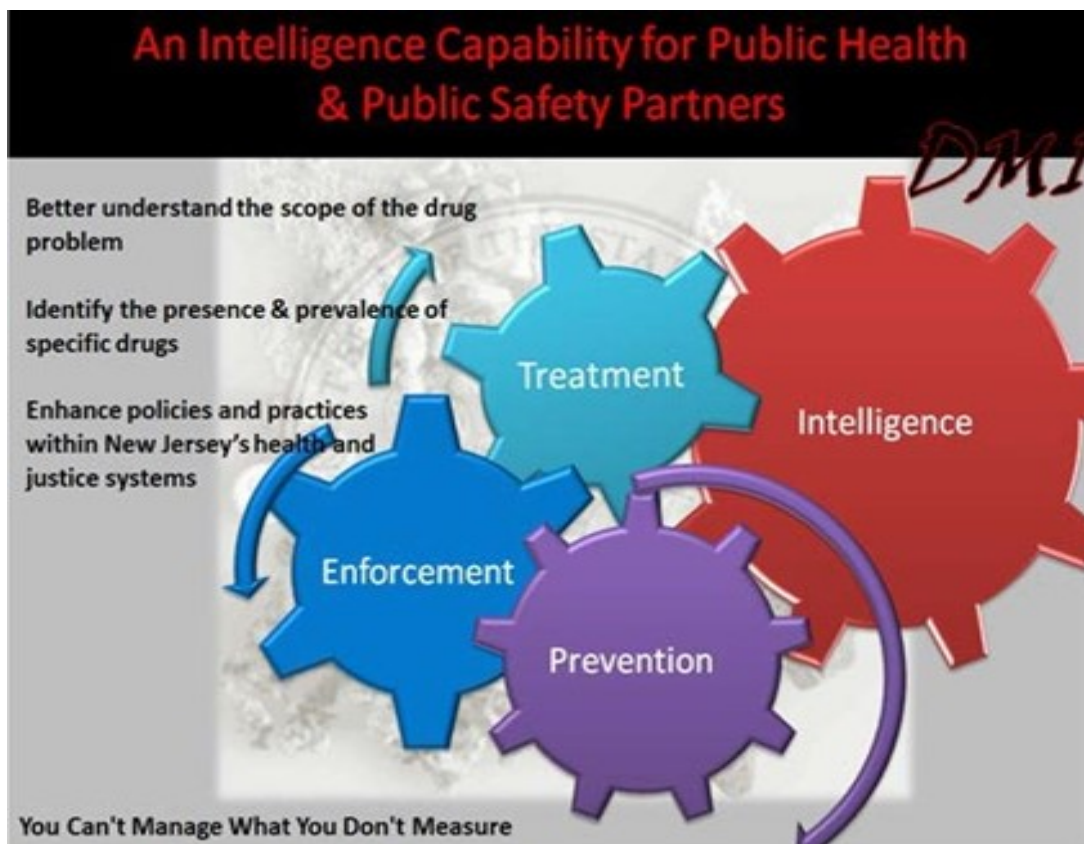 An Intelligence Capability for Public Health
& Public Safety Partners
DMI
Better understand the scope of the drug
problem
Identify the presence & prevalence of
specific drugs
Enhance policies and practices
within New Jersey's health and
justice systems
Treatment
Intelligence
Enforcement
Prevention
You Can't Manage What You Don't Measure